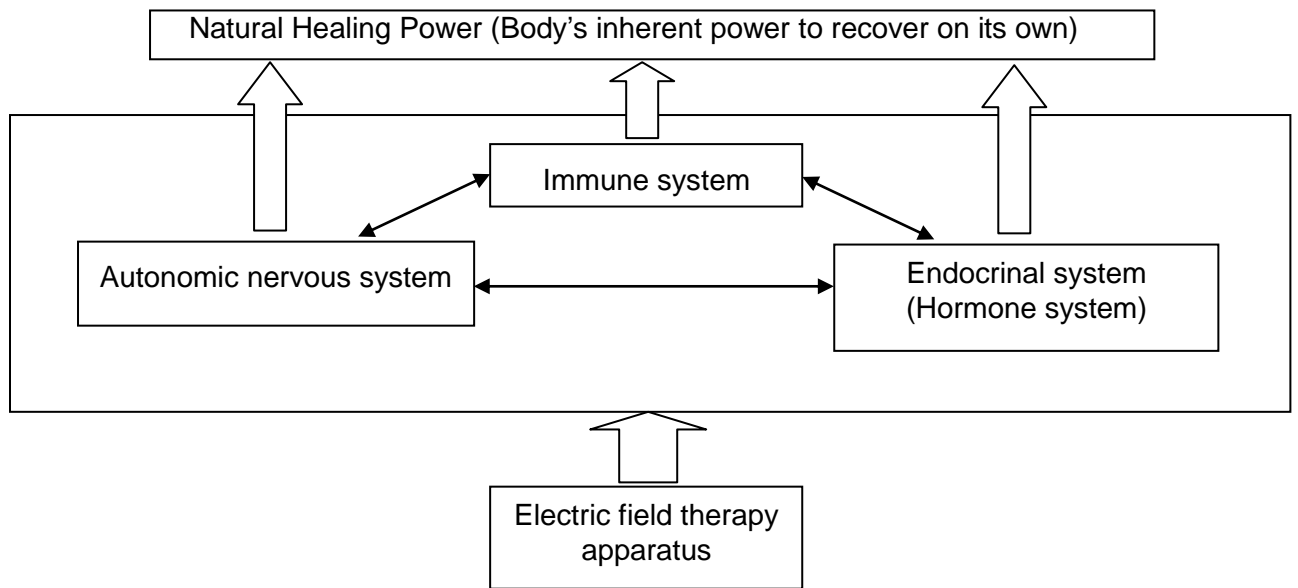 Natural Healing Power (Body’s inherent power to recover on its own)
Immune system
Autonomic nervous system
Endocrinal system
(Hormone system)
Electric field therapy
apparatus